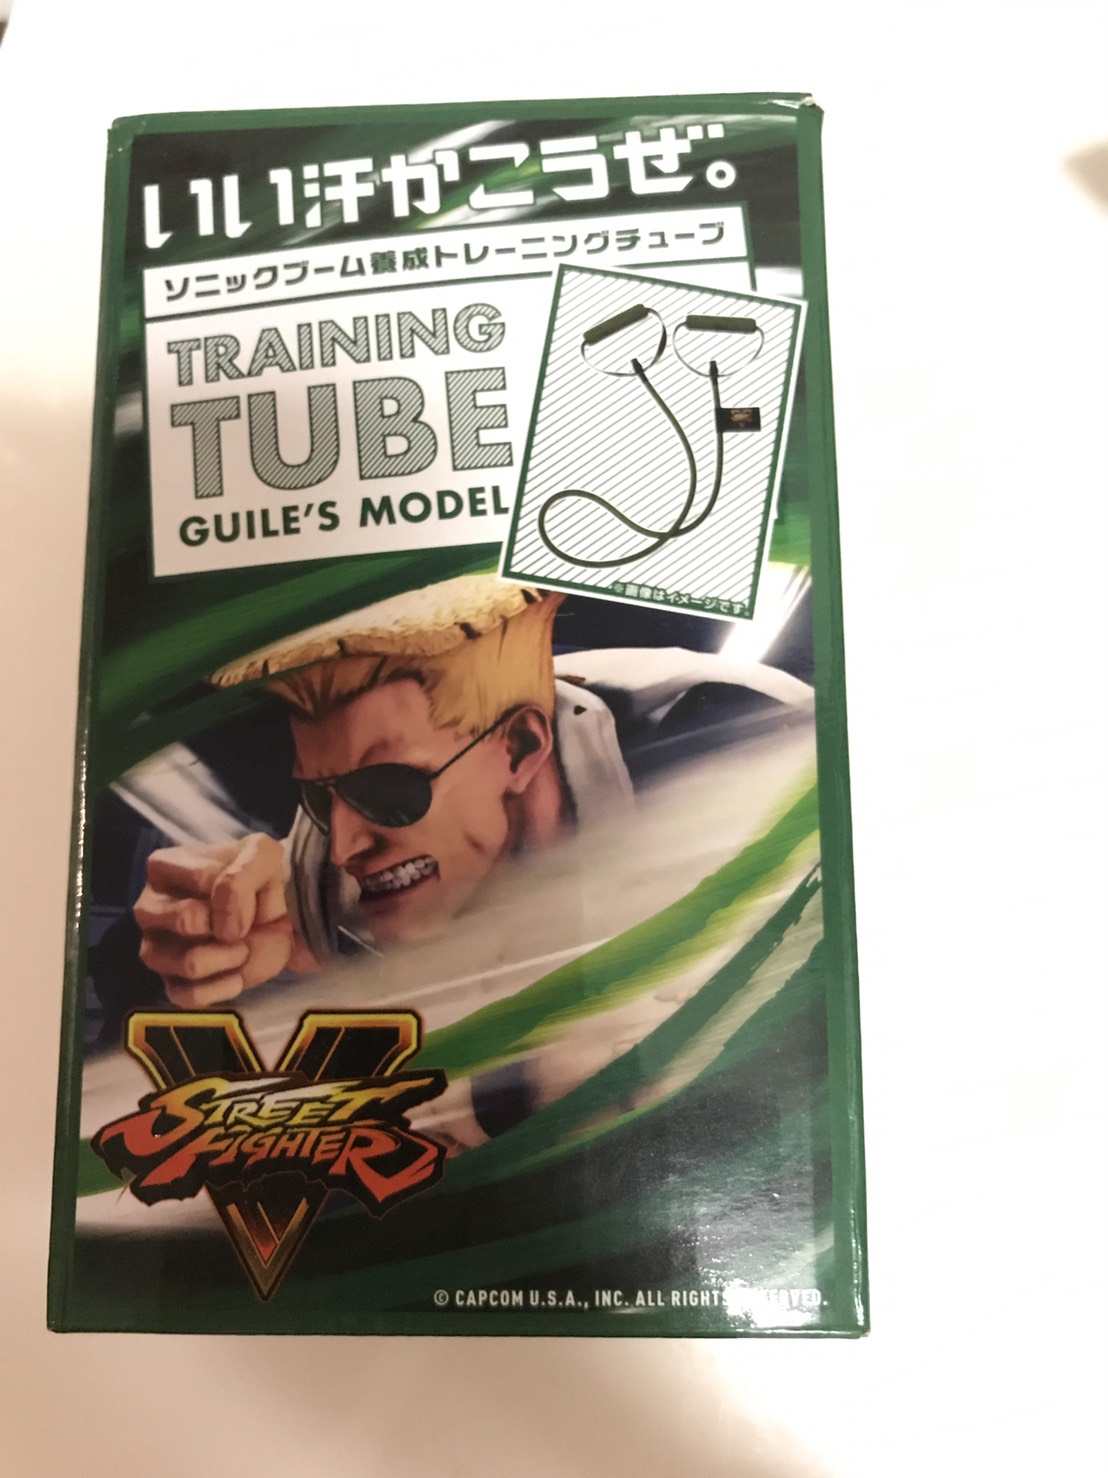 いい汗かこうぜ。
ソニックブーム養成トレーニングチューブ
TRAINING
TUBE
GUILE'S MODEL
※画像はイメージです。
V
STREET
FIGHTER
© CAPCOM U.S.A., INC. ALL RIGHTS RESERVED.